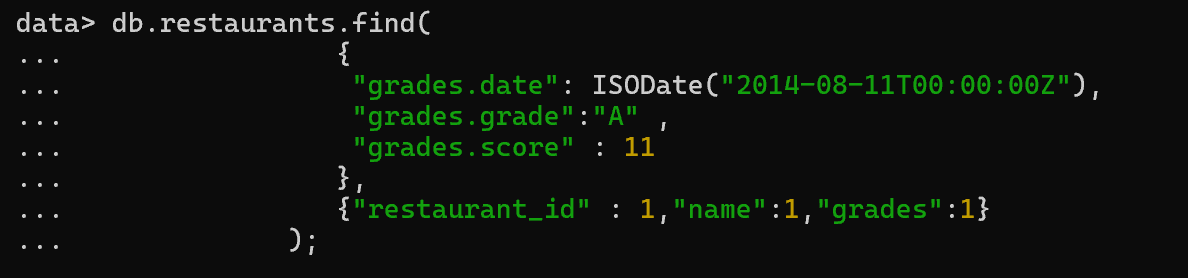 data> db.restaurants.find(
...                  {
...                   "grades.date": ISODate("2014-08-11T00:00:00Z"),
...                   "grades.grade":"A" ,
...                   "grades.score" : 11
...                  },
...                  {"restaurant_id" : 1,"name":1,"grades":1}
...               );